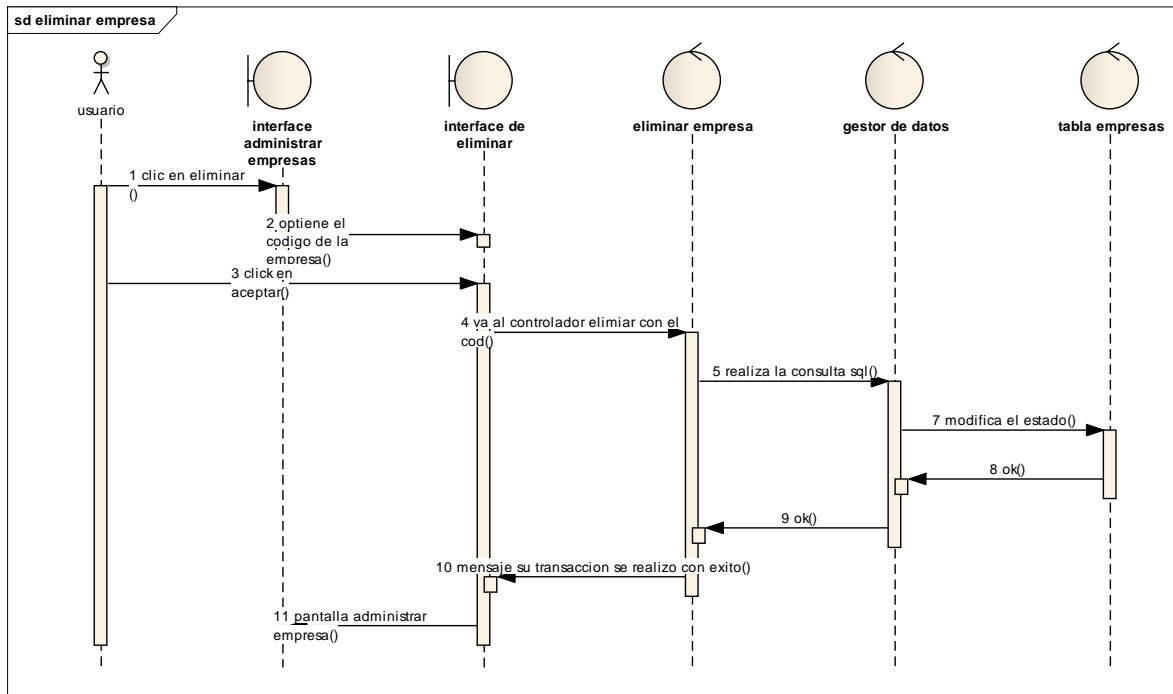 sd eliminar empresa
usuario
interface
administrar
empresas
interface de
eliminar
eliminar empresa
gestor de datos
tabla empresas
1 clic en eliminar
()
2 optiene el
codigo de la
empresa()
3 click en
aceptar()
4 va al controlador elimiar con el
cod()
5 realiza la consulta sql()
7 modifica el estado()
8 ok()
9 ok()
10 mensaje su transaccion se realizo con exito()
11 pantalla administrar
empresa()